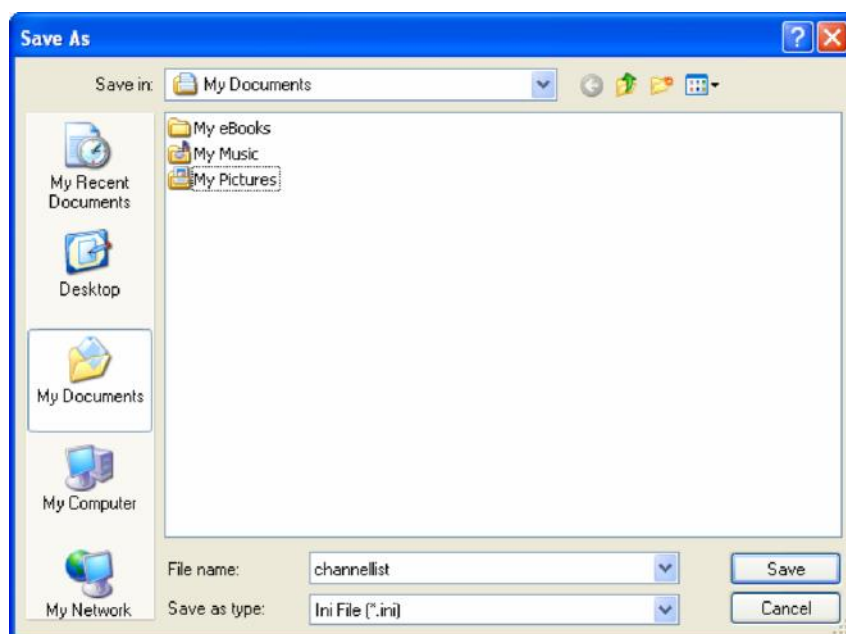 Save As
Save in:
My Documents
My eBooks
My Music
My Pictures
My Recent
Documents
Desktop
My Documents
My Computer
My Network
File name:
channellist
Save
Save as type:
Ini File (*.ini)
Cancel